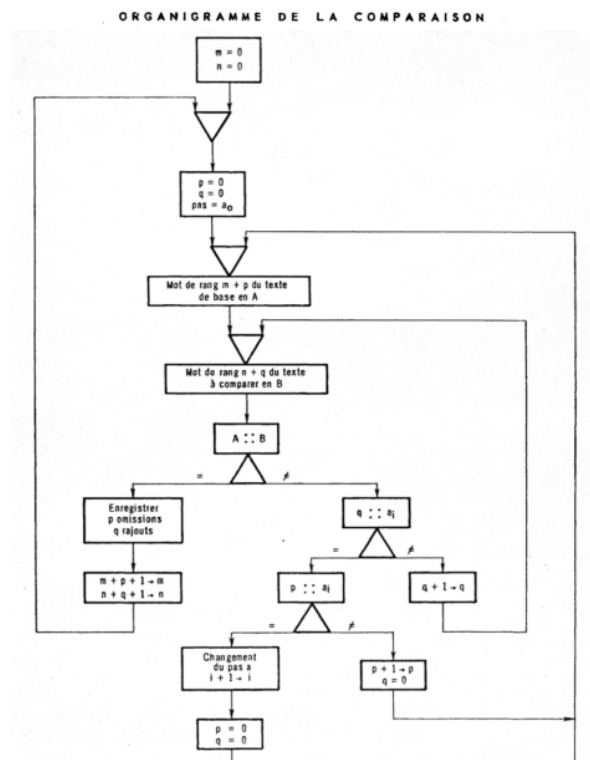 ORGANIGRAMME DE LA COMPARAISON
m = 0
n = 0
p = 0
q = 0
pas = a₀
Mot de rang m + p du texte
de base en A
Mot de rang n + q du texte
à comparer en B
A :: B
= ≠
Enregistrer
p omissions
q rajouts
q :: aᵢ
= ≠
m + p + 1 → m
n + q + 1 → n
p :: aᵢ
q + 1 → q
= ≠
Changement
du pas a
i + 1 → i
p + 1 → p
q = 0
p = 0
q = 0